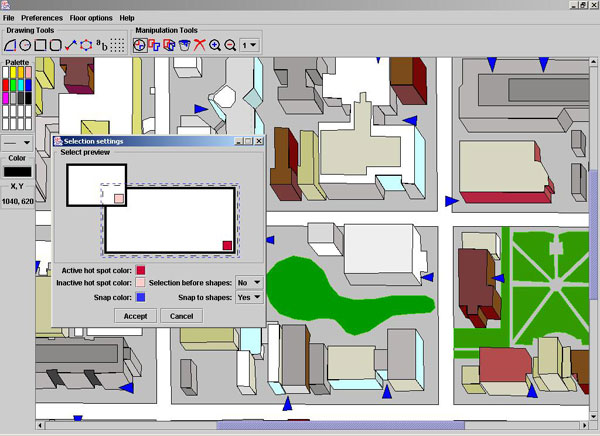 File Preferences Floor options Help
Drawing Tools Manipulation Tools
a b 1
Palette
Color
X, Y
1040, 620
Selection settings
Select preview
Active hot spot color:
Inactive hot spot color: Selection before shapes: No
Snap color: Snap to shapes: Yes
Accept Cancel